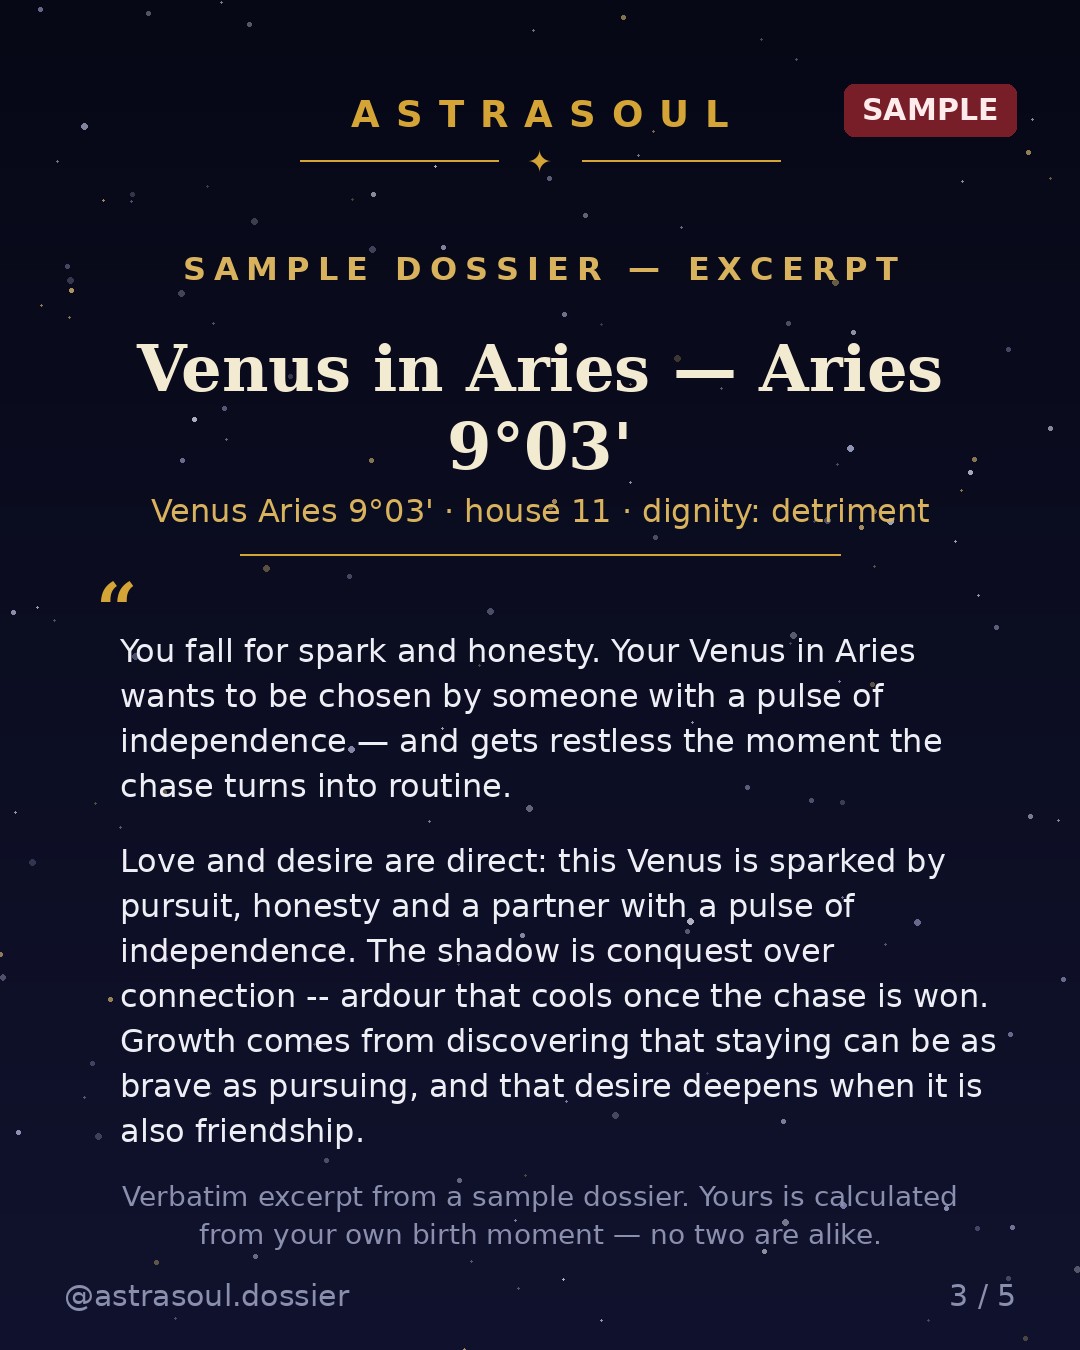 ASTRASOUL
SAMPLE
SAMPLE DOSSIER — EXCERPT
Venus in Aries — Aries
9°03'
Venus Aries 9°03' · house 11 · dignity: detriment
“
You fall for spark and honesty. Your Venus in Aries
wants to be chosen by someone with a pulse of
independence — and gets restless the moment the
chase turns into routine.
Love and desire are direct: this Venus is sparked by
pursuit, honesty and a partner with a pulse of
independence. The shadow is conquest over
connection -- ardour that cools once the chase is won.
Growth comes from discovering that staying can be as
brave as pursuing, and that desire deepens when it is
also friendship.
Verbatim excerpt from a sample dossier. Yours is calculated
from your own birth moment — no two are alike.
@astrasoul.dossier
3 / 5